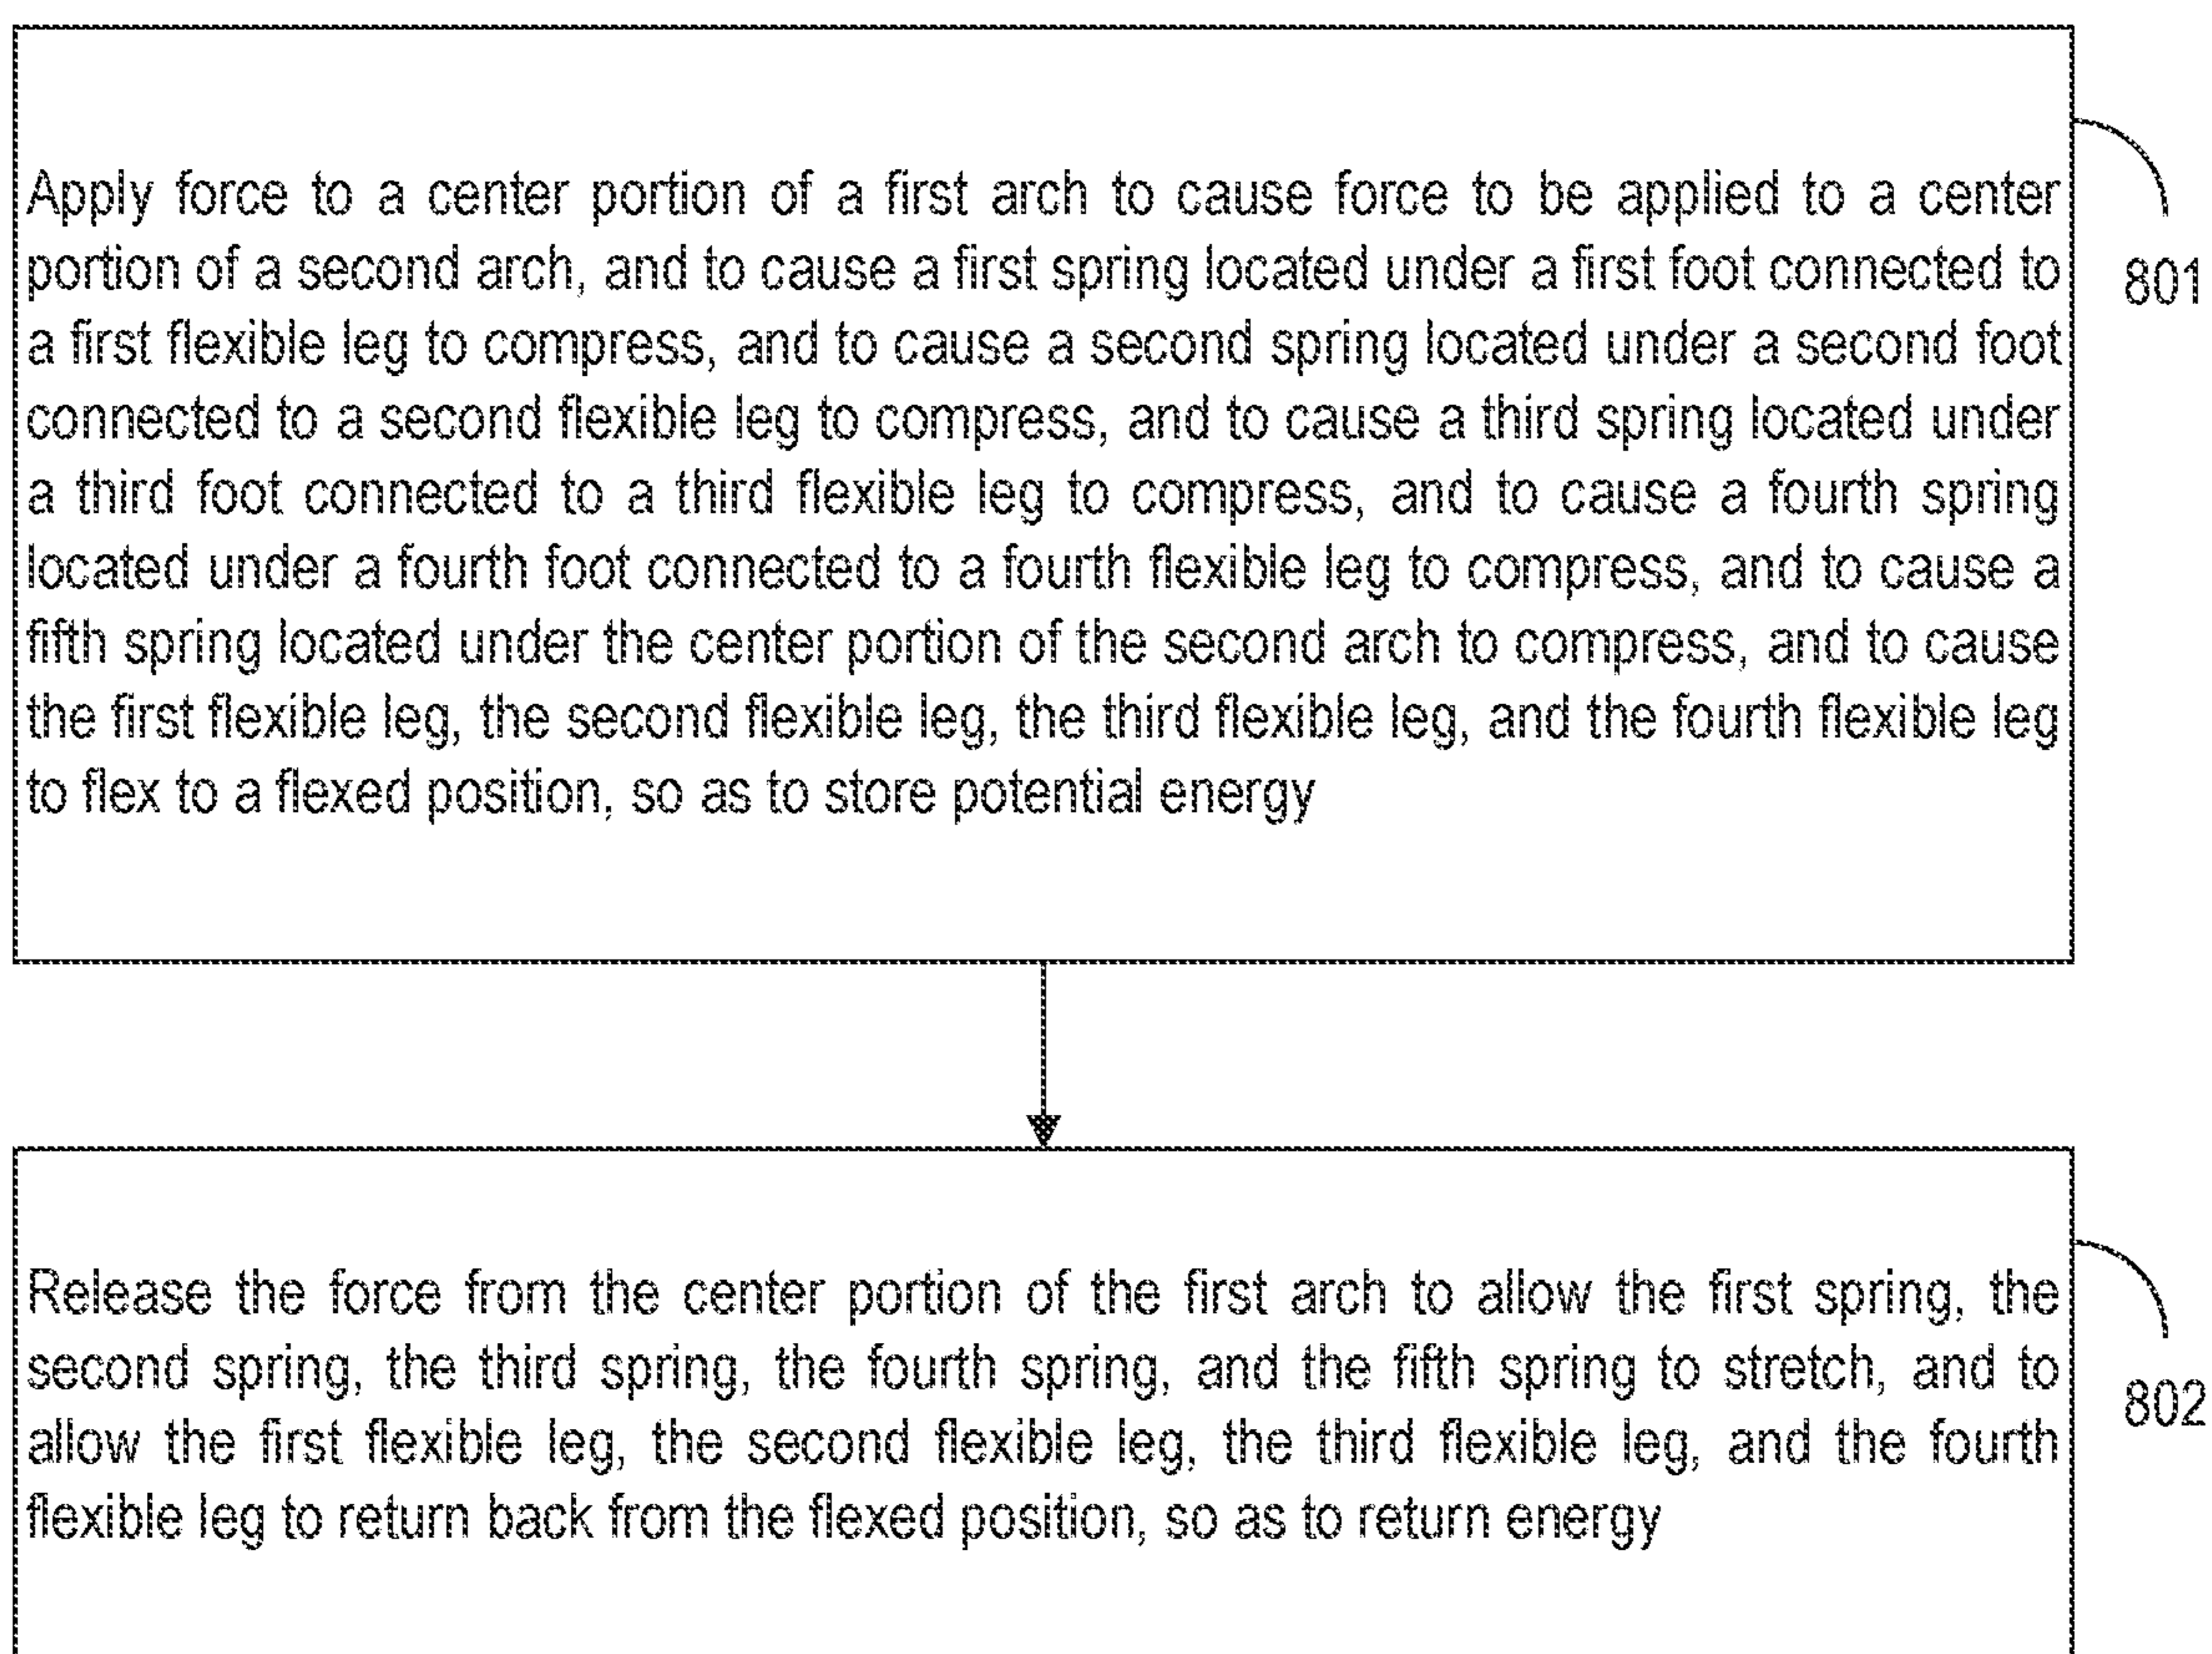 Apply force to a center portion of a first arch to cause force to be applied to a center
portion of a second arch, and to cause a first spring located under a first foot connected to
801
a first flexible leg to compress, and to cause a second spring located under a second foot
connected to a second flexible leg to compress, and to cause a third spring located under
a third foot connected to a third flexible leg to compress, and to cause a fourth spring
located under a fourth foot connected to a fourth flexible leg to compress, and to cause a
fifth spring located under the center portion of the second arch to compress, and to cause
the first flexible leg, the second flexible leg, the third flexible leg, and the fourth flexible leg
to flex to a flexed position, so as to store potential energy
Release the force from the center portion of the first arch to allow the first spring, the
second spring, the third spring, the fourth spring, and the fifth spring to stretch, and to
802
allow the first flexible leg, the second flexible leg, the third flexible leg, and the fourth
flexible leg to return back from the flexed position, so as to return energy